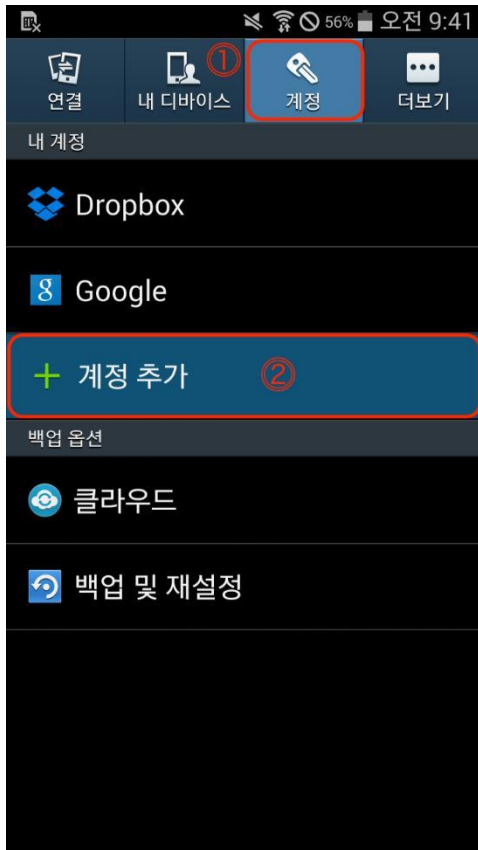 56% 오전 9:41
①
연결 내 디바이스 계정 더보기
내 계정
Dropbox
8 Google
계정 추가 ②
백업 옵션
클라우드
백업 및 재설정